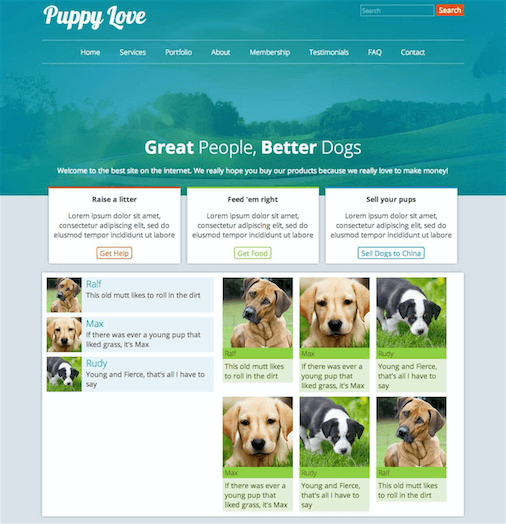 Puppy Love
Search
Search
Home Services Portfolio About Membership Testimonials FAQ Contact
Great People, Better Dogs
Welcome to the best site on the internet. We really hope you buy our products because we really love to make money!
Raise a litter
Lorem ipsum dolor sit amet,
consectetur adipiscing elit, sed do
eiusmod tempor incididunt ut labore
Get Help
Feed 'em right
Lorem ipsum dolor sit amet,
consectetur adipiscing elit, sed do
eiusmod tempor incididunt ut labore
Get Food
Sell your pups
Lorem ipsum dolor sit amet,
consectetur adipiscing elit, sed do
eiusmod tempor incididunt ut labore
Sell Dogs to China
Ralf
This old mutt likes to roll in the dirt
Max
If there was ever a young pup that
liked grass, it's Max
Rudy
Young and Fierce, that's all I have to
say
Ralf
This old mutt likes
to roll in the dirt
Max
If there was ever a
young pup that
liked grass, it's Max
Rudy
Young and Fierce,
that's all I have to
say
Max
If there was ever a
young pup that
liked grass, it's Max
Rudy
Young and Fierce,
that's all I have to
say
Ralf
This old mutt likes
to roll in the dirt